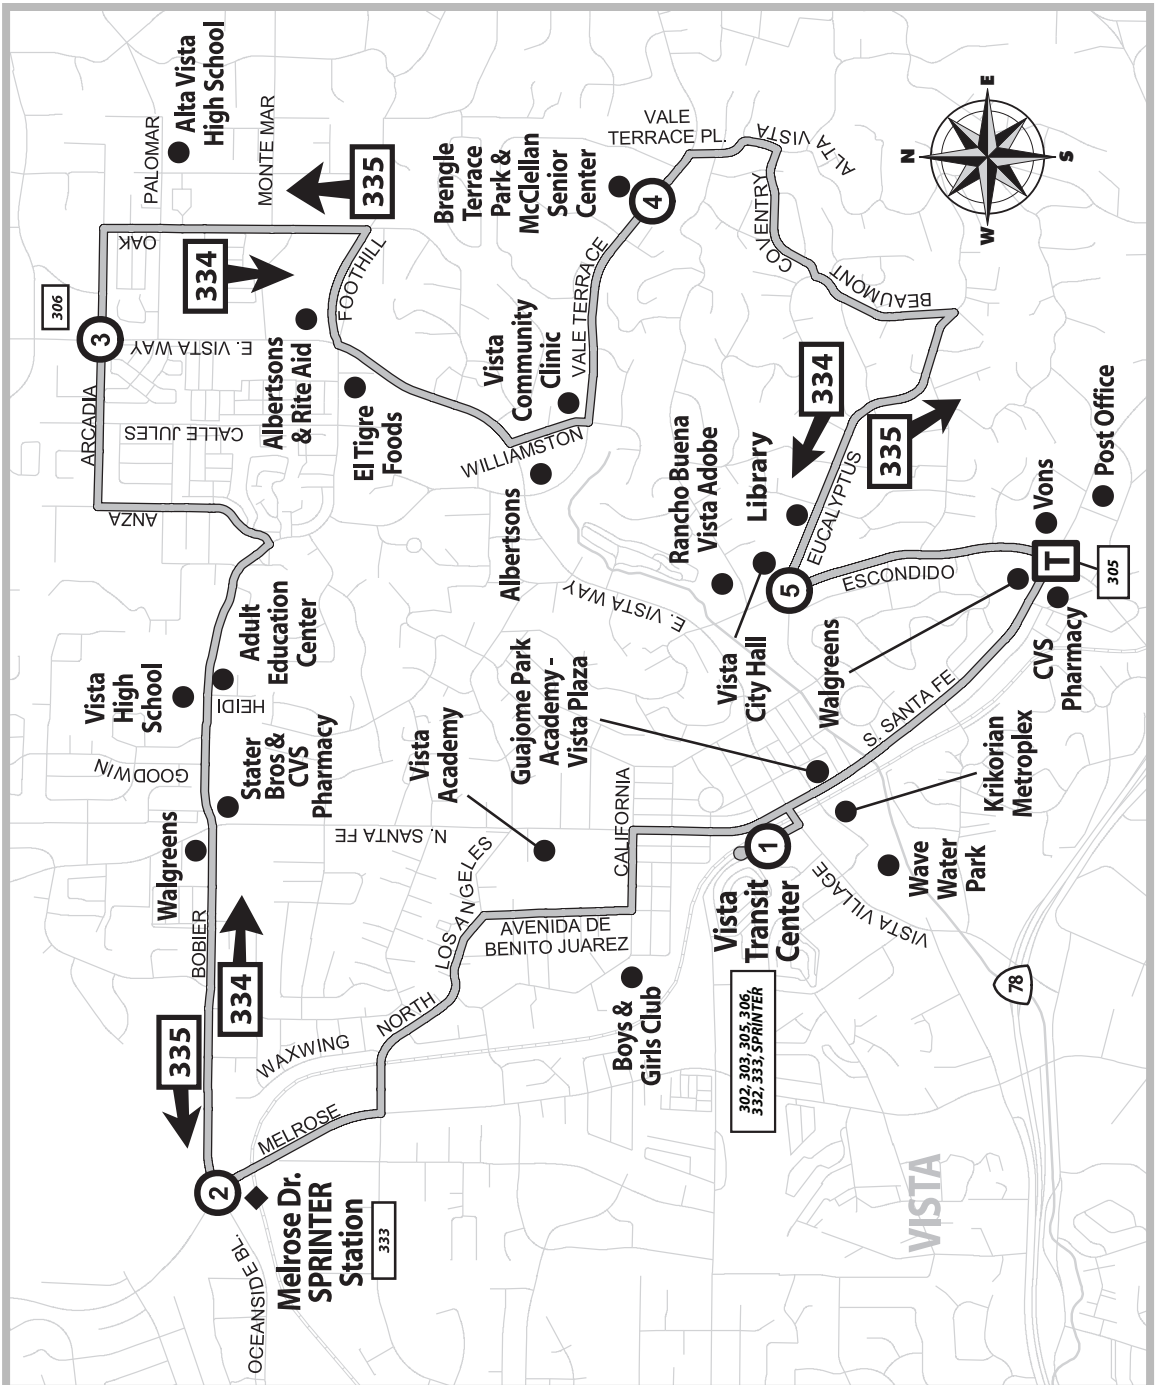 PALOMAR
Alta Vista
High School
MONTE MAR
335
OAK
334
306
3
E. VISTA WAY
ARCADIA
CALLE JULES
ANZA
FOOTHILL
Albertsons
& Rite Aid
El Tigre
Foods
Brengle
Terrace
Park &
McClellan
Senior
Center
4
VALE
TERRACE PL.
ALTA VISTA
COVENTRY
BEAUMONT
VALE TERRACE
Vista
Community
Clinic
WILLIAMSTON
Albertsons
E. VISTA WAY
N
E
S
W
334
335
EUCALYPTUS
Rancho Buena
Vista Adobe
Library
5
ESCONDIDO
Vista
City Hall
Post Office
Vons
T
305
CVS
Pharmacy
Walgreens
S. SANTA FE
Guajome Park
Academy -
Vista Plaza
Krikorian
Metroplex
Wave
Water
Park
VISTA VILLAGE
1
Vista
Transit
Center
302, 303, 305, 306,
332, 333, SPRINTER
78
CALIFORNIA
Vista
Academy
N. SANTA FE
LOS ANGELES
AVENIDA DE
BENITO JUAREZ
Boys &
Girls Club
NORTH
WAXWING
MELROSE
Adult
Education
Center
HEIDI
Vista
High
School
GOODWIN
Stater
Bros &
CVS
Pharmacy
Walgreens
BOBIER
334
335
2
Melrose Dr.
SPRINTER
Station
333
OCEANSIDE BL.
VISTA